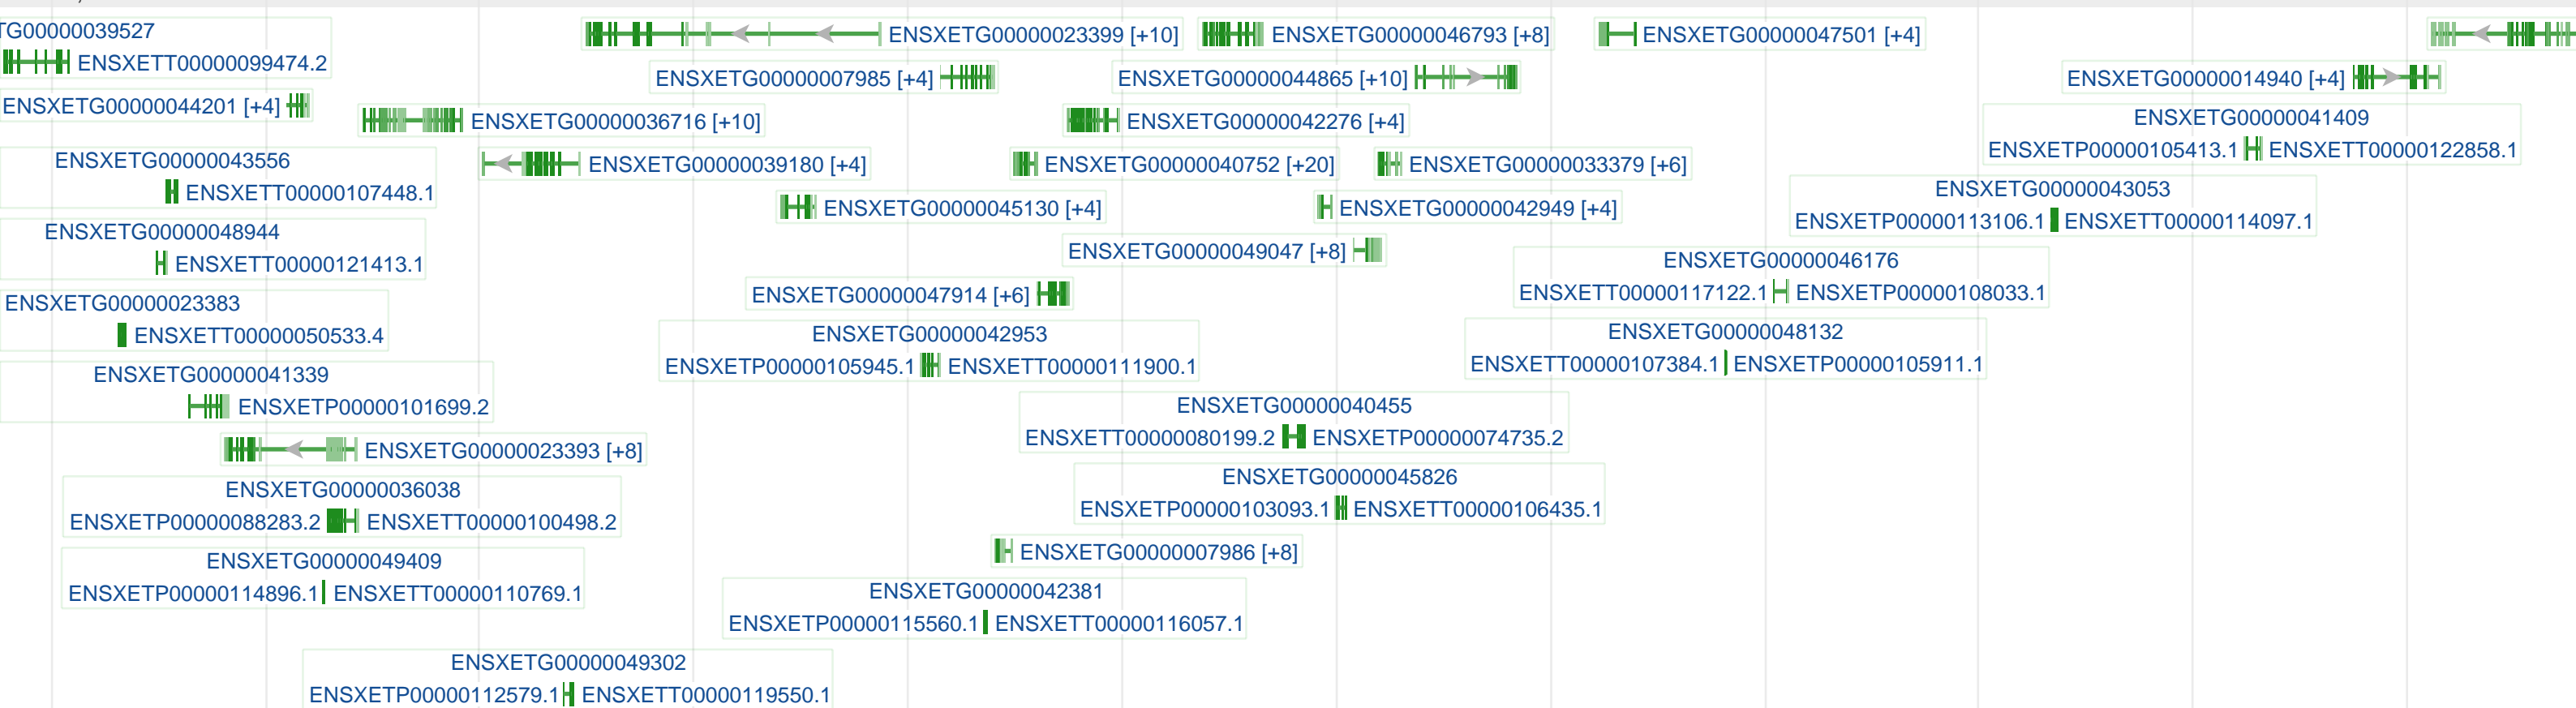 TG00000039527
ENSXETT00000099474.2
ENSXETG00000023399 [+10]
ENSXETG00000046793 [+8]
ENSXETG00000047501 [+4]
ENSXETG00000007985 [+4]
ENSXETG00000044865 [+10]
ENSXETG00000014940 [+4]
ENSXETG00000044201 [+4]
ENSXETG00000036716 [+10]
ENSXETG00000042276 [+4]
ENSXETG00000041409
ENSXETP00000105413.1 ENSXETT00000122858.1
ENSXETG00000043556
ENSXETT00000107448.1
ENSXETG00000039180 [+4]
ENSXETG00000040752 [+20]
ENSXETG00000033379 [+6]
ENSXETG00000043053
ENSXETP00000113106.1 ENSXETT00000114097.1
ENSXETG00000045130 [+4]
ENSXETG00000042949 [+4]
ENSXETG00000048944
ENSXETT00000121413.1
ENSXETG00000049047 [+8]
ENSXETG00000046176
ENSXETT00000117122.1 ENSXETP00000108033.1
ENSXETG00000023383
ENSXETT00000050533.4
ENSXETG00000047914 [+6]
ENSXETG00000042953
ENSXETP00000105945.1 ENSXETT00000111900.1
ENSXETG00000048132
ENSXETT00000107384.1 ENSXETP00000105911.1
ENSXETG00000041339
ENSXETP00000101699.2
ENSXETG00000040455
ENSXETT00000080199.2 ENSXETP00000074735.2
ENSXETG00000023393 [+8]
ENSXETG00000045826
ENSXETP00000103093.1 ENSXETT00000106435.1
ENSXETG00000036038
ENSXETP00000088283.2 ENSXETT00000100498.2
ENSXETG00000007986 [+8]
ENSXETG00000049409
ENSXETP00000114896.1 ENSXETT00000110769.1
ENSXETG00000042381
ENSXETP00000115560.1 ENSXETT00000116057.1
ENSXETG00000049302
ENSXETP00000112579.1 ENSXETT00000119550.1